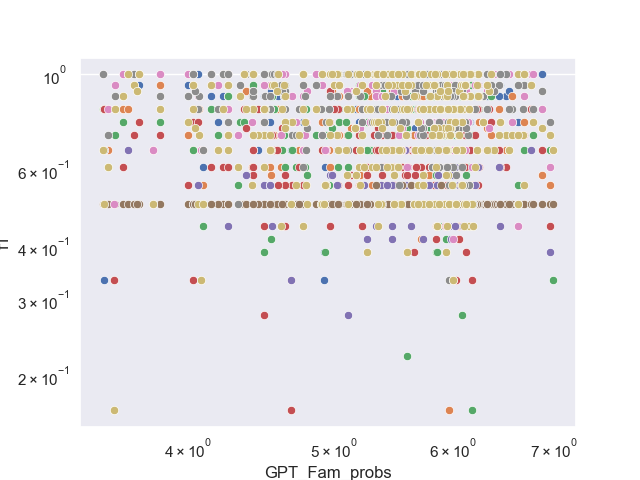 10⁰
6 × 10⁻¹
4 × 10⁻¹
3 × 10⁻¹
2 × 10⁻¹
4 × 10⁰ 5 × 10⁰ 6 × 10⁰ 7 × 10⁰
GPT_Fam_probs